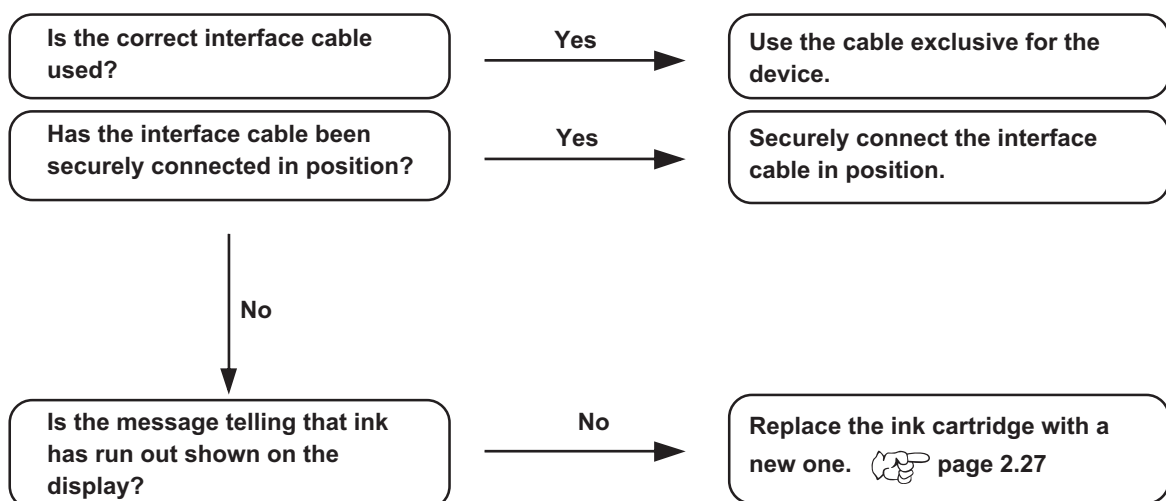 Is the correct interface cable
used?
Yes
Use the cable exclusive for the
device.
Has the interface cable been
securely connected in position?
Yes
Securely connect the interface
cable in position.
No
Is the message telling that ink
has run out shown on the
display?
No
Replace the ink cartridge with a
new one. page 2.27